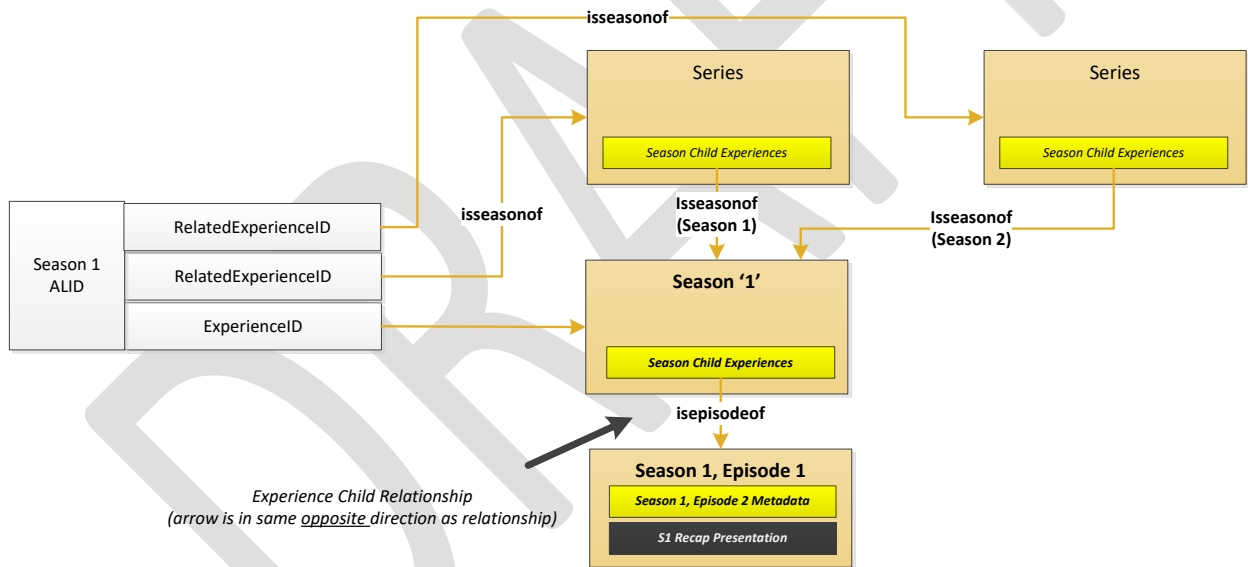 isseasonof
Series
Series
Season Child Experiences
Season Child Experiences
isseasonof
Isseasonof
(Season 1)
Isseasonof
(Season 2)
Season 1
ALID
RelatedExperienceID
RelatedExperienceID
ExperienceID
Season ‘1’
Season Child Experiences
isepisodeof
Season 1, Episode 1
Season 1, Episode 2 Metadata
S1 Recap Presentation
Experience Child Relationship
(arrow is in same opposite direction as relationship)